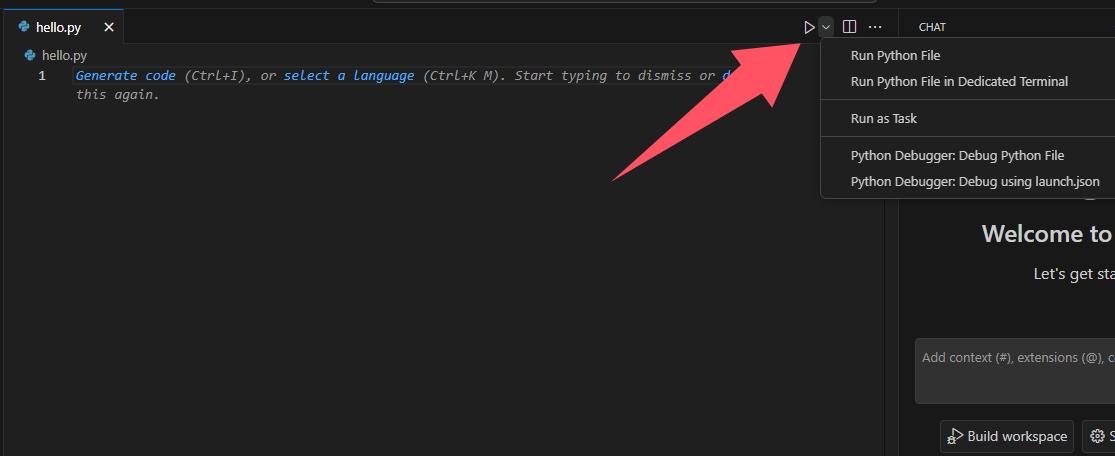 hello.py
CHAT
hello.py
1 Generate code (Ctrl+I), or select a language (Ctrl+K M). Start typing to dismiss or
this again.
Run Python File
Run Python File in Dedicated Terminal
Run as Task
Python Debugger: Debug Python File
Python Debugger: Debug using launch.json
Welcome to
Let's get
Add context (#), extensions (@),
Build workspace